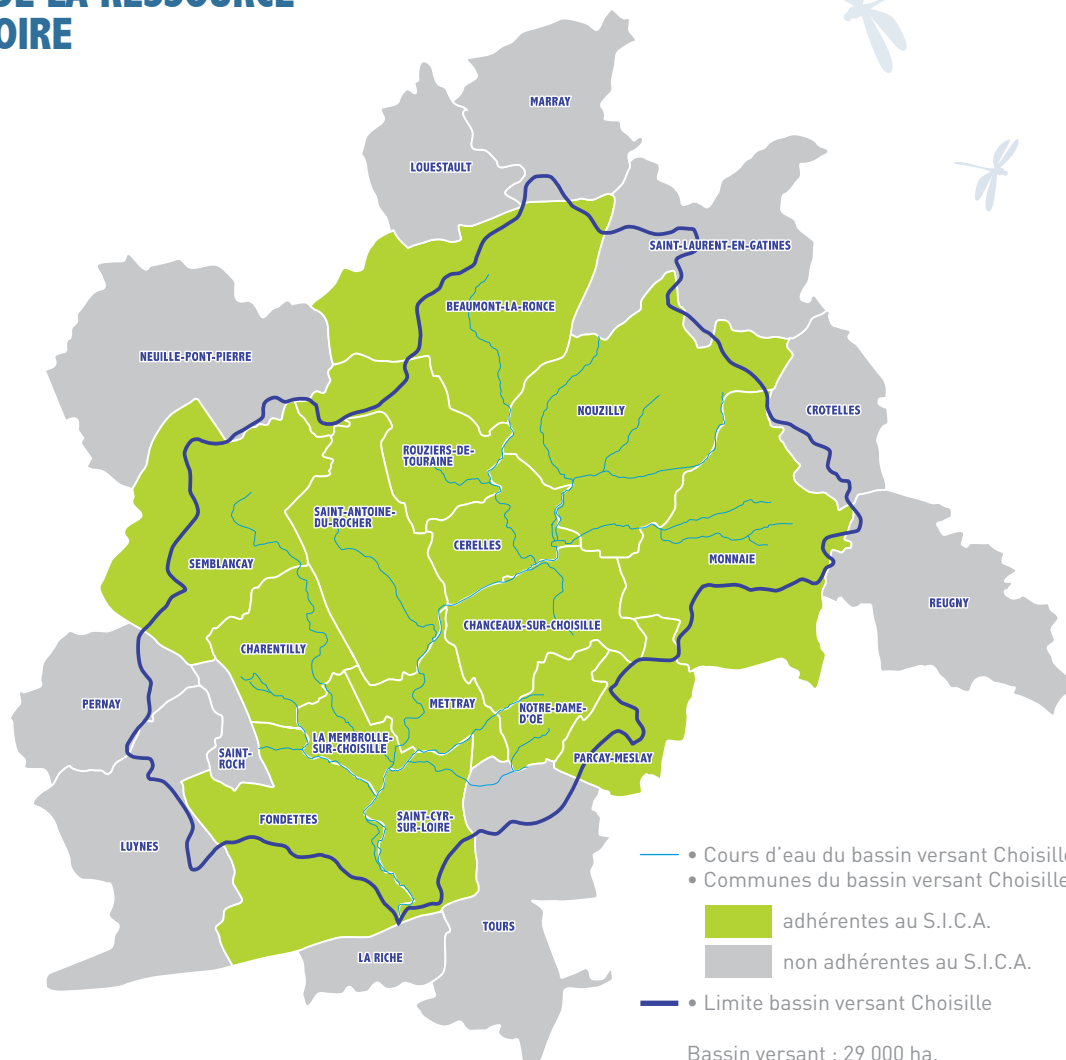 DE LA RESSOURCE
OIRE
MARRAY
LOUESTAULT
SAINT-LAURENT-EN-GATINES
BEAUMONT-LA-RONCE
NEUILLE-PONT-PIERRE
NOUZILLY
CROTELLES
ROUZIERS-DE-
TOURAINE
SAINT-ANTOINE-
DU-ROCHER
CERELLES
SEMBLANCAY
MONNAIE
REUGNY
CHANCEAUX-SUR-CHOISILLE
CHARENTILLY
PERNAY
METTRAY
NOTRE-DAME-
D'OE
LA MEMBROLLE-
SUR-CHOISILLE
SAINT-
ROCH
PARCAY-MESLAY
FONDETTES
SAINT-CYR-
SUR-LOIRE
LUYNES
TOURS
LA RICHE
• Cours d'eau du bassin versant Choisille
• Communes du bassin versant Choisille
adhérentes au S.I.C.A.
non adhérentes au S.I.C.A.
• Limite bassin versant Choisille
Bassin versant : 29 000 ha.